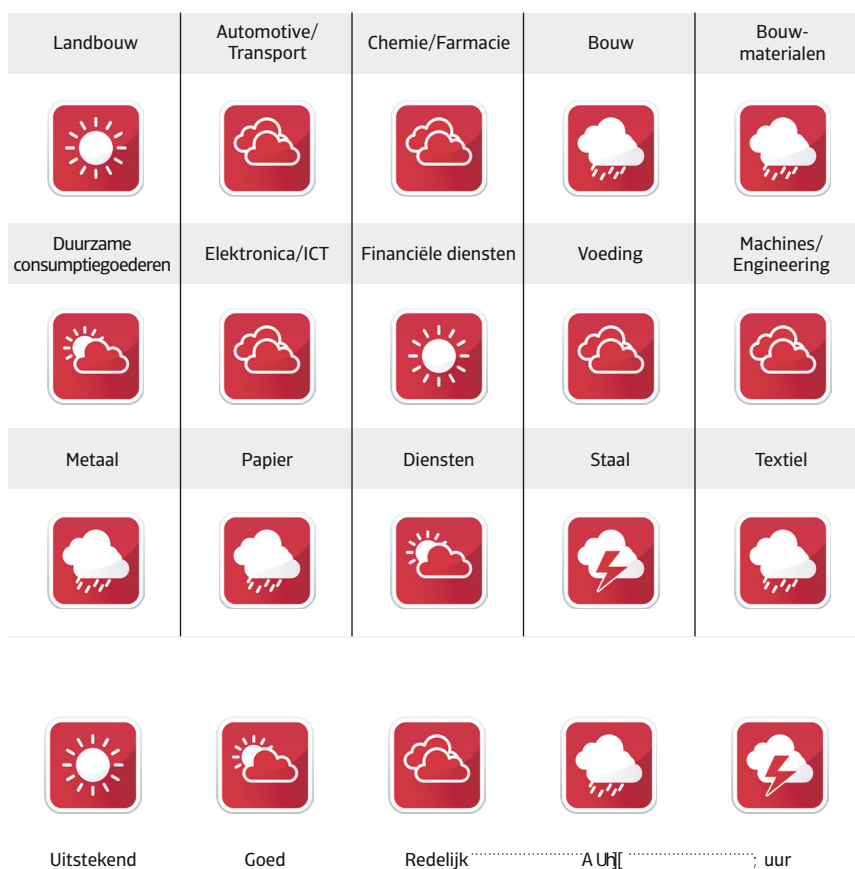 Landbouw
Automotive/
Transport
Chemie/Farmacie
Bouw
Bouw-
materialen
Duurzame
consumptiegoederen
Elektronica/ICT
Financiële diensten
Voeding
Machines/
Engineering
Metaal
Papier
Diensten
Staal
Textiel
Uitstekend
Goed
Redelijk
uur